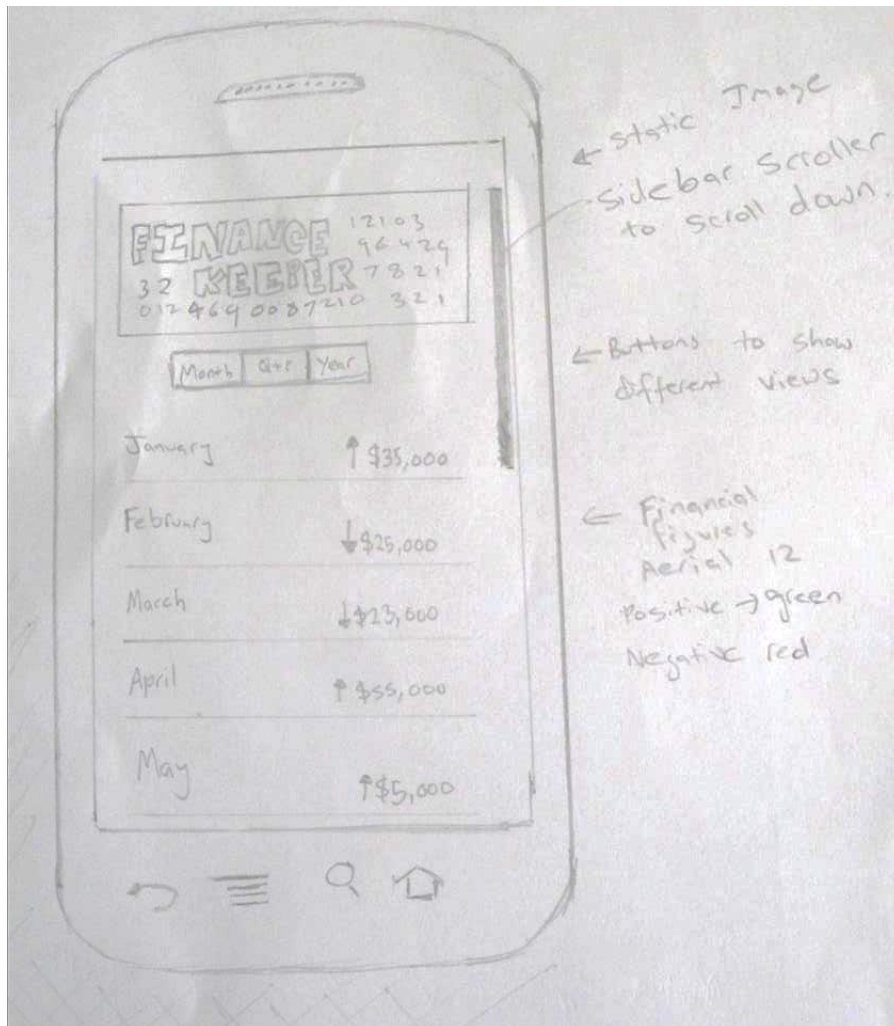 static Image
Sidebar Scroller
to scroll down
FINANCE 12103
96429
32 KEEPER 7821
012469 0087210 321
Month Qtr Year
Buttons to show
different views
January ↑ $35,000
February ↓ $25,000
March ↓ $23,000
April ↑ $55,000
May ↑ $5,000
Financial
figures
Aerial 12
Positive → green
Negative red